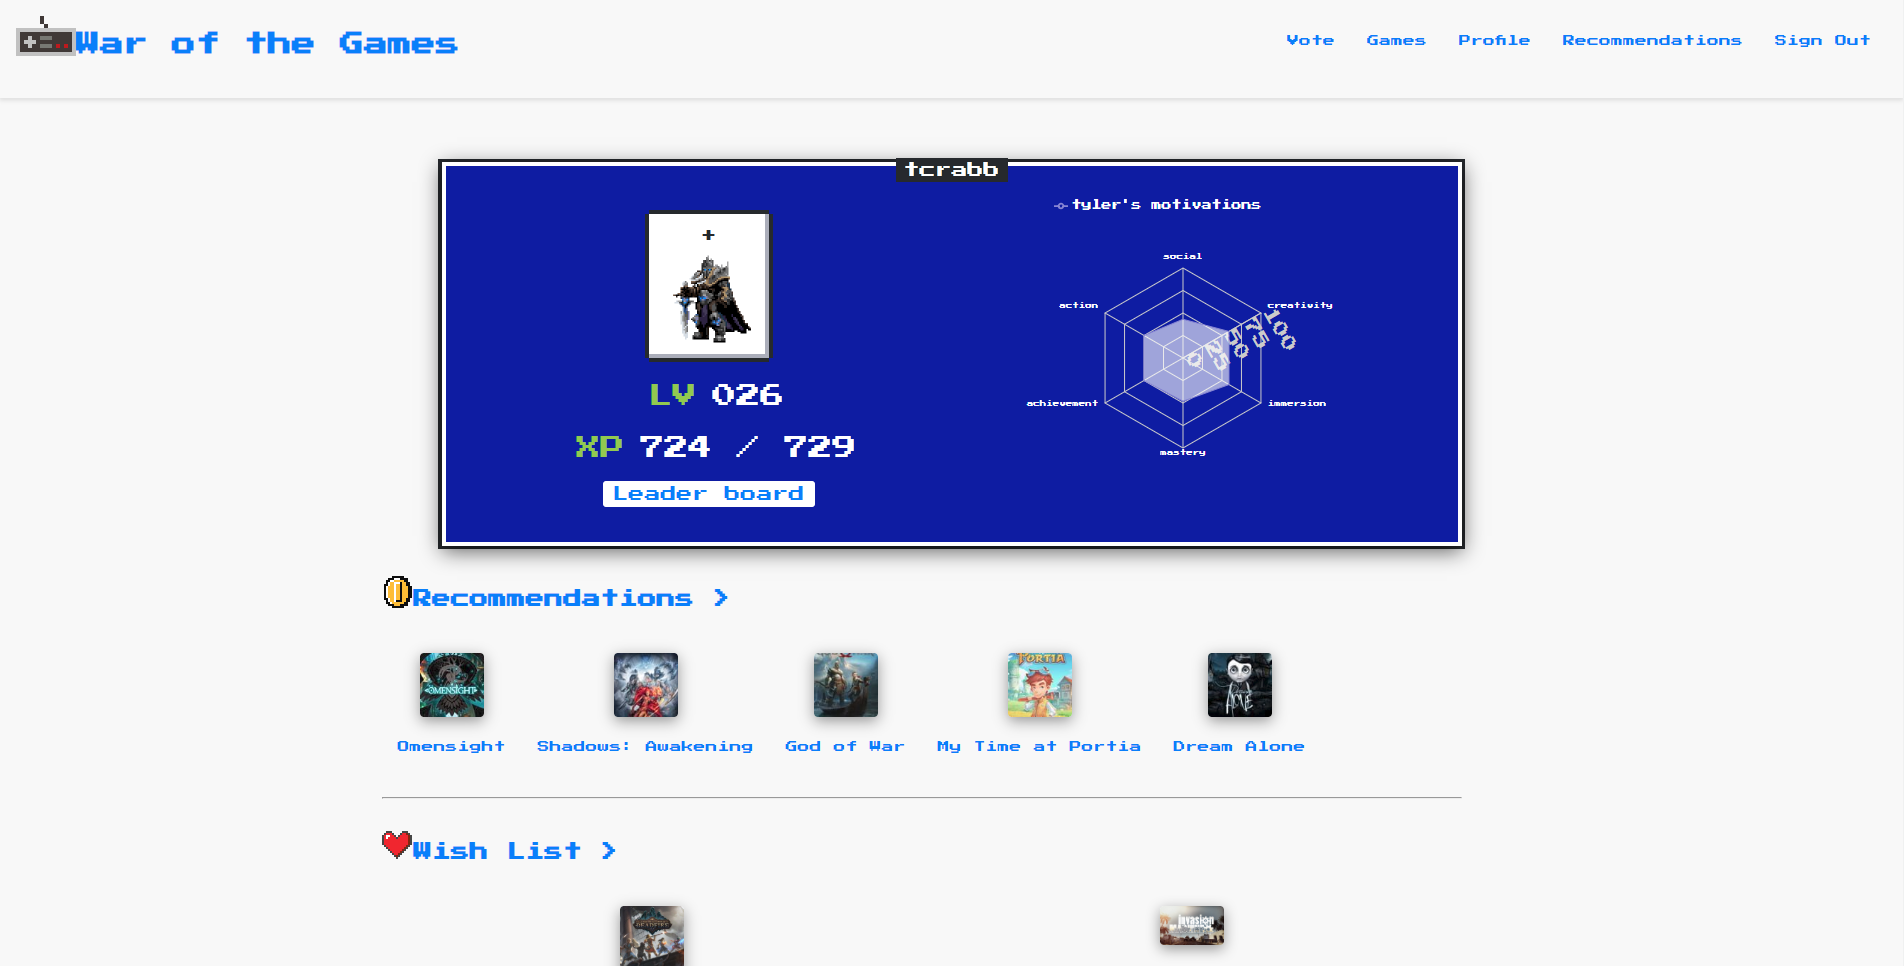 War of the Games
Vote Games Profile Recommendations Sign Out
tcrabb
tyler's motivations
+
LV 026
XP 724 / 729
Leader board
social
creativity
immersion
mastery
achievement
action
0 25 50 75 100
Recommendations >
OMENSIGHT
PORTIA
ALONE
Omensight Shadows: Awakening God of War My Time at Portia Dream Alone
Wish List >
invasion